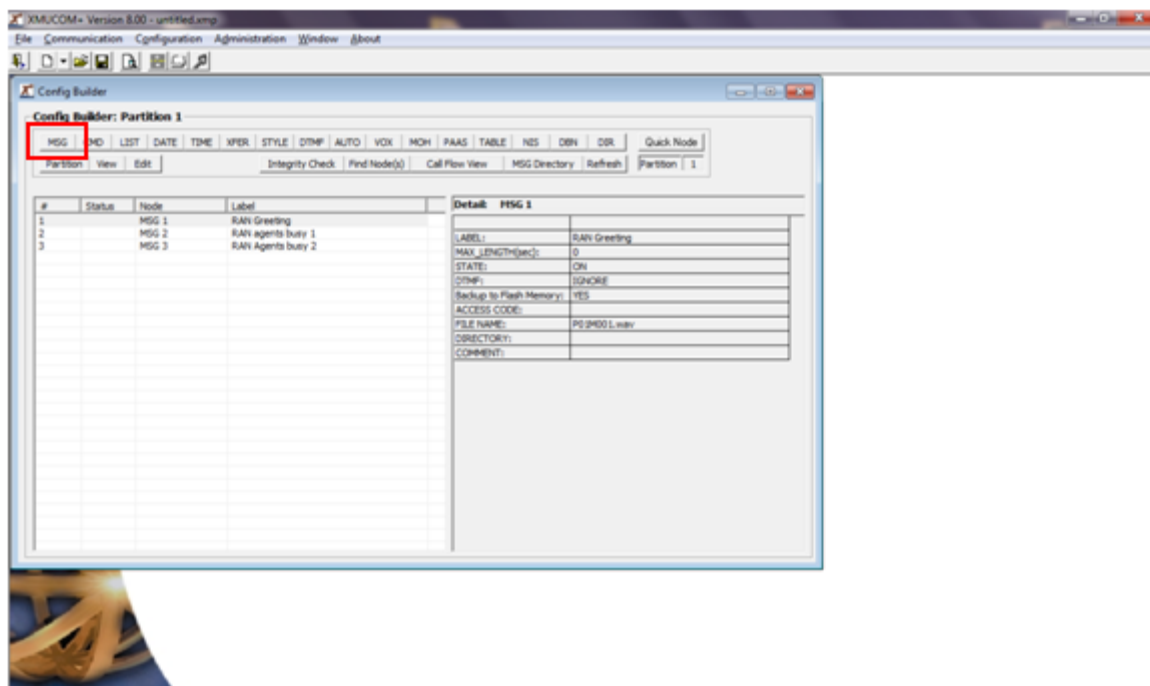 XMUCOM+ Version 8.00 - untitled.xmp
File Communication Configuration Administration Window About
Config Builder
Config Builder: Partition 1
MSG CMD LIST DATE TIME XFER STYLE DTMF AUTO VOX MOH PAAS TABLE NIS DBN DIR Quick Node
Partition View Edit Integrity Check Find Node(s) Call Flow View MSG Directory Refresh Partition 1
# Status Node Label
1 MSG 1 RAN Greeting
2 MSG 2 RAN agents busy 1
3 MSG 3 RAN Agents busy 2
Detail: MSG 1
LABEL: RAN Greeting
MAX_LENGTH(sec): 0
STATE: ON
DTMF: IGNORE
Backup to Flash Memory: YES
ACCESS CODE:
FILE NAME: P01M001.wav
DIRECTORY:
COMMENT: